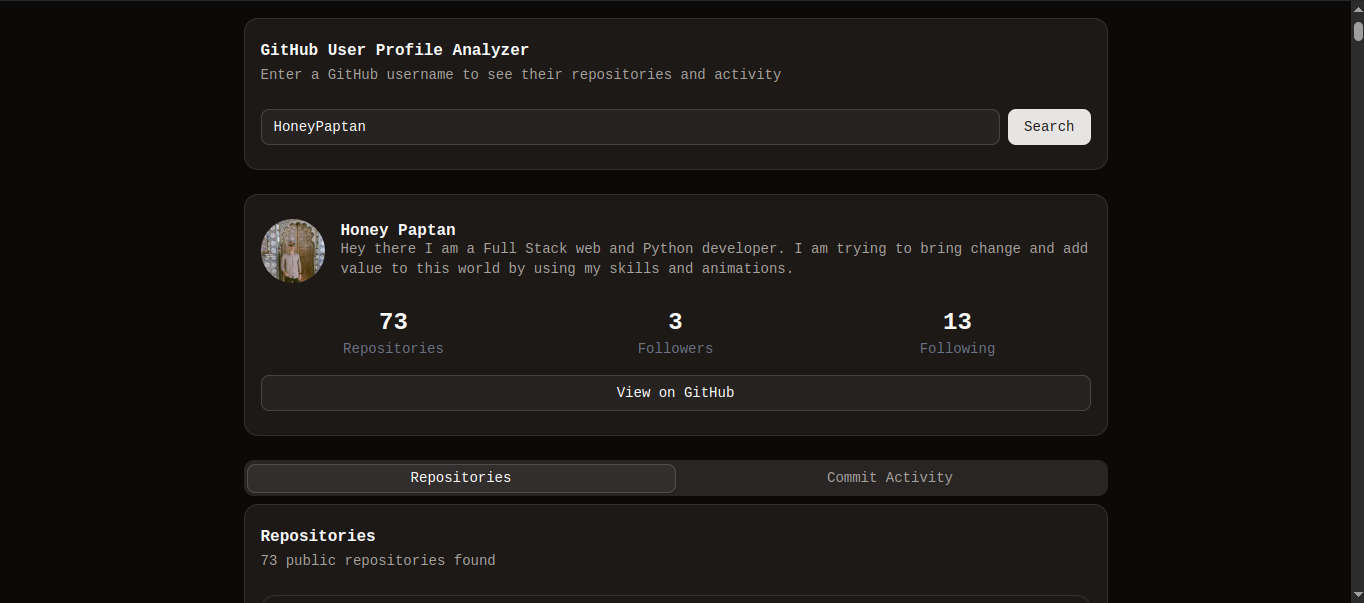 GitHub User Profile Analyzer
Enter a GitHub username to see their repositories and activity
HoneyPaptan
Search
Honey Paptan
Hey there I am a Full Stack web and Python developer. I am trying to bring change and add
value to this world by using my skills and animations.
73
Repositories
3
Followers
13
Following
View on GitHub
Repositories
Commit Activity
Repositories
73 public repositories found